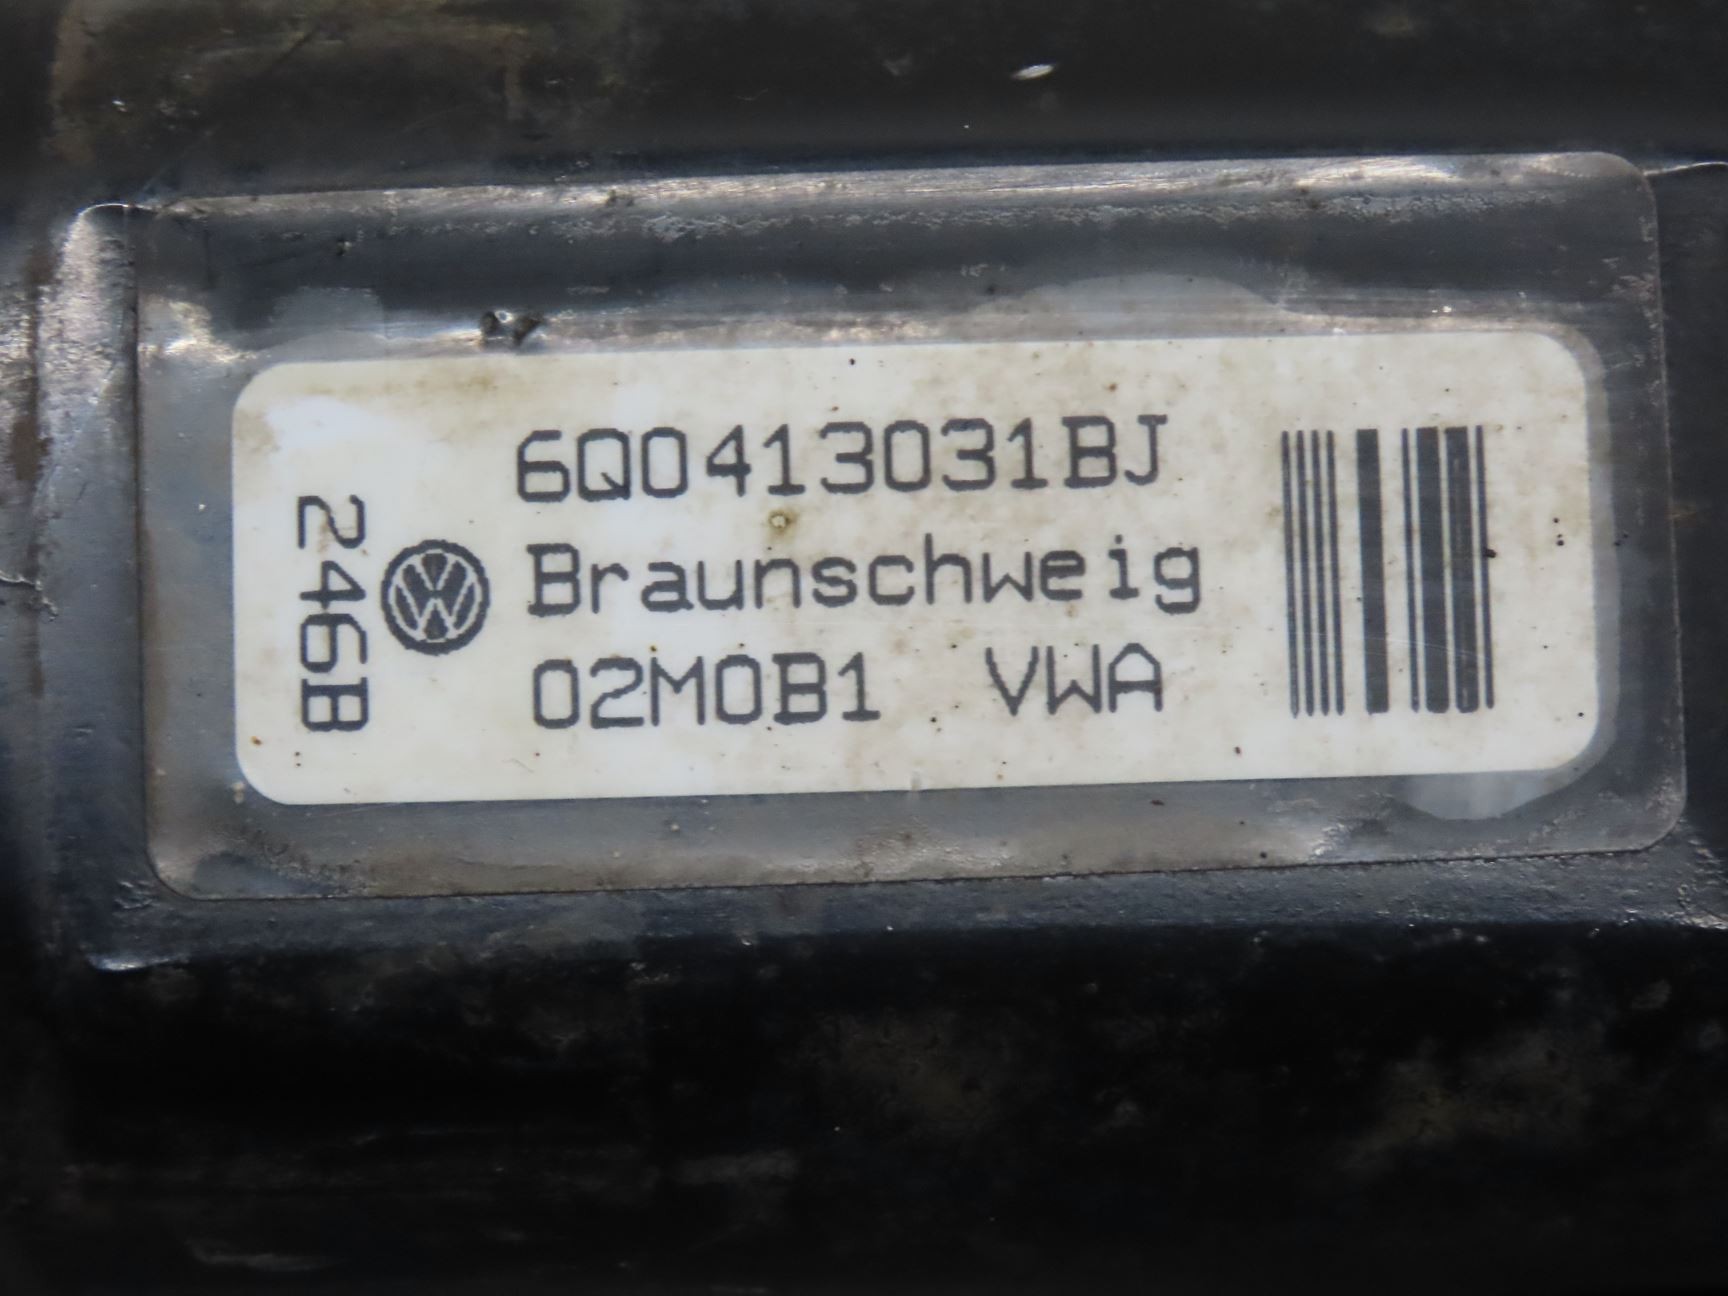 6Q0413031BJ
Braunschweig
02M0B1 VWA
246B